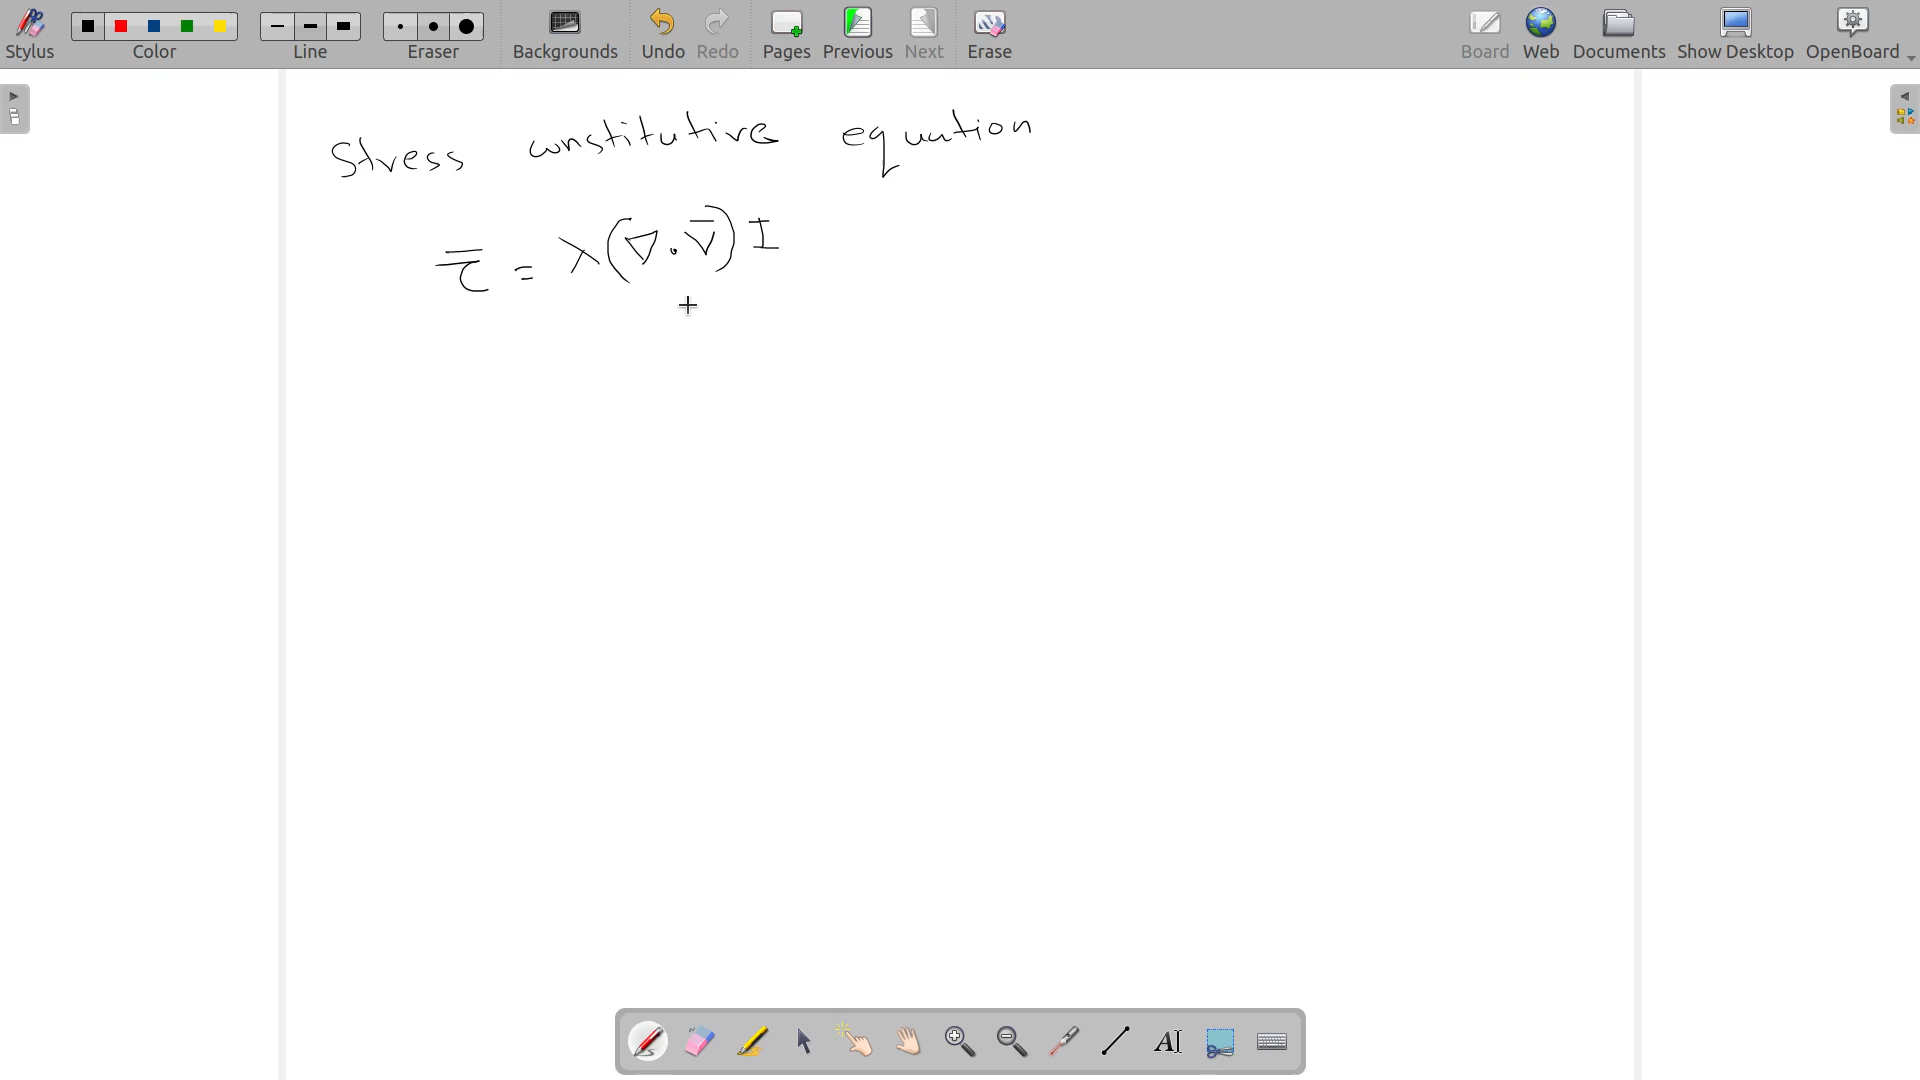 Stylus Color Line Eraser Backgrounds Undo Redo Pages Previous Next Erase Board Web Documents Show Desktop OpenBoard
Stress constitutive equation
τ̿ = λ(∇·V̅)I
AI